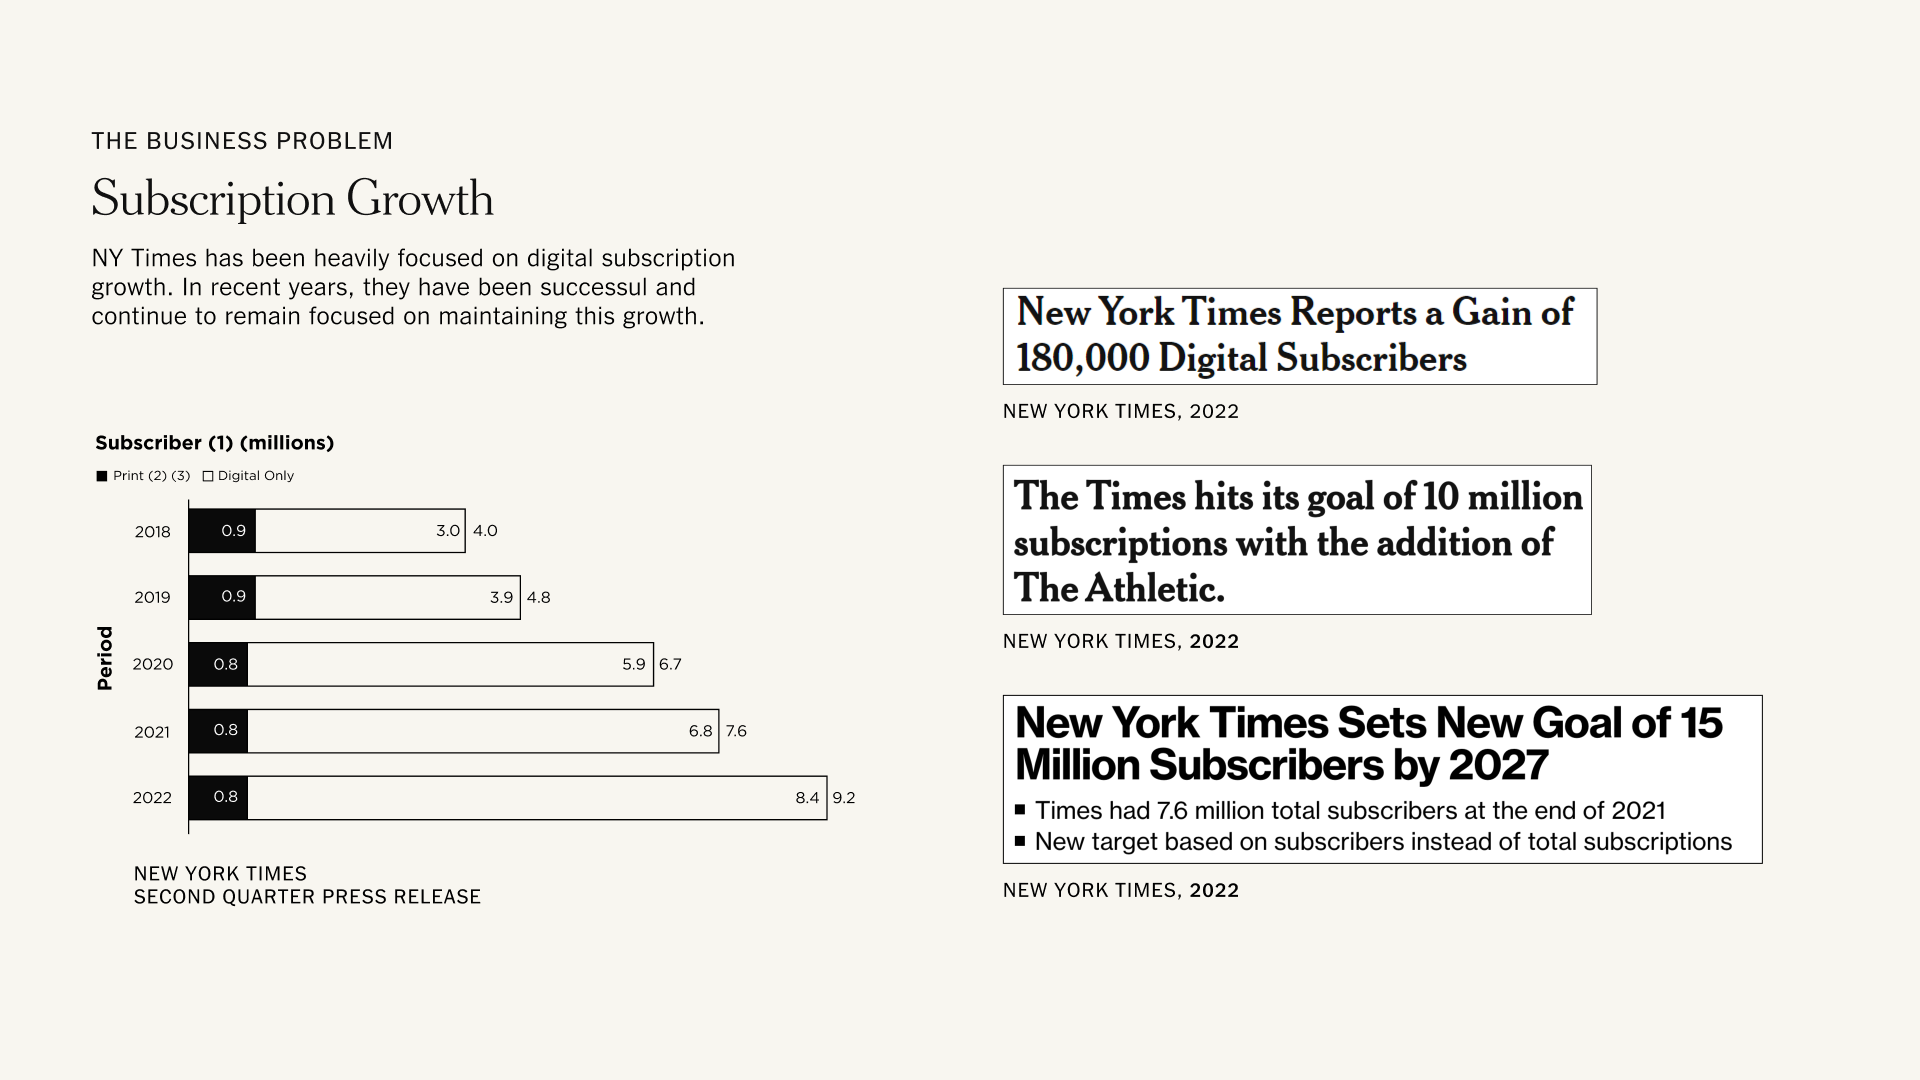 THE BUSINESS PROBLEM
Subscription Growth
NY Times has been heavily focused on digital subscription
growth. In recent years, they have been successul and
continue to remain focused on maintaining this growth.
Subscriber (1) (millions)
■ Print (2) (3) □ Digital Only
Period
2018 0.9 3.0 4.0
2019 0.9 3.9 4.8
2020 0.8 5.9 6.7
2021 0.8 6.8 7.6
2022 0.8 8.4 9.2
NEW YORK TIMES
SECOND QUARTER PRESS RELEASE
New York Times Reports a Gain of
180,000 Digital Subscribers
NEW YORK TIMES, 2022
The Times hits its goal of 10 million
subscriptions with the addition of
The Athletic.
NEW YORK TIMES, 2022
New York Times Sets New Goal of 15
Million Subscribers by 2027
■ Times had 7.6 million total subscribers at the end of 2021
■ New target based on subscribers instead of total subscriptions
NEW YORK TIMES, 2022